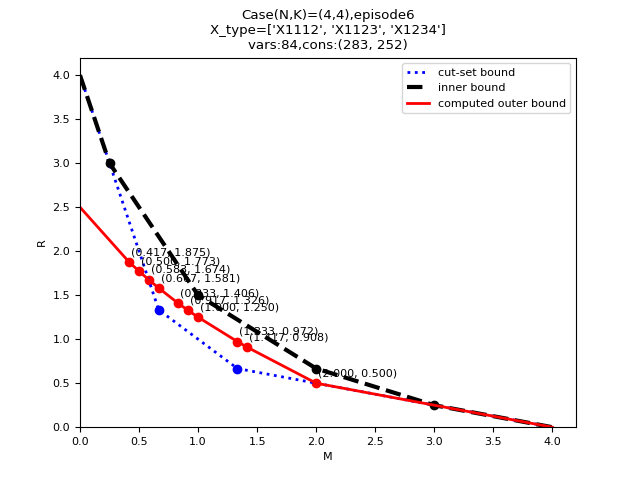 Case(N,K)=(4,4),episode6
X_type=['X1112', 'X1123', 'X1234']
vars:84,cons:(283, 252)
cut-set bound
inner bound
computed outer bound
4.0
3.5
3.0
2.5
2.0
1.5
1.0
0.5
0.0
R
(0.417, 1.875)
(0.500, 1.773)
(0.583, 1.674)
(0.667, 1.581)
(0.833, 1.406)
(0.917, 1.326)
(1.000, 1.250)
(1.333, 0.972)
(1.417, 0.908)
(2.000, 0.500)
0.0 0.5 1.0 1.5 2.0 2.5 3.0 3.5 4.0
M